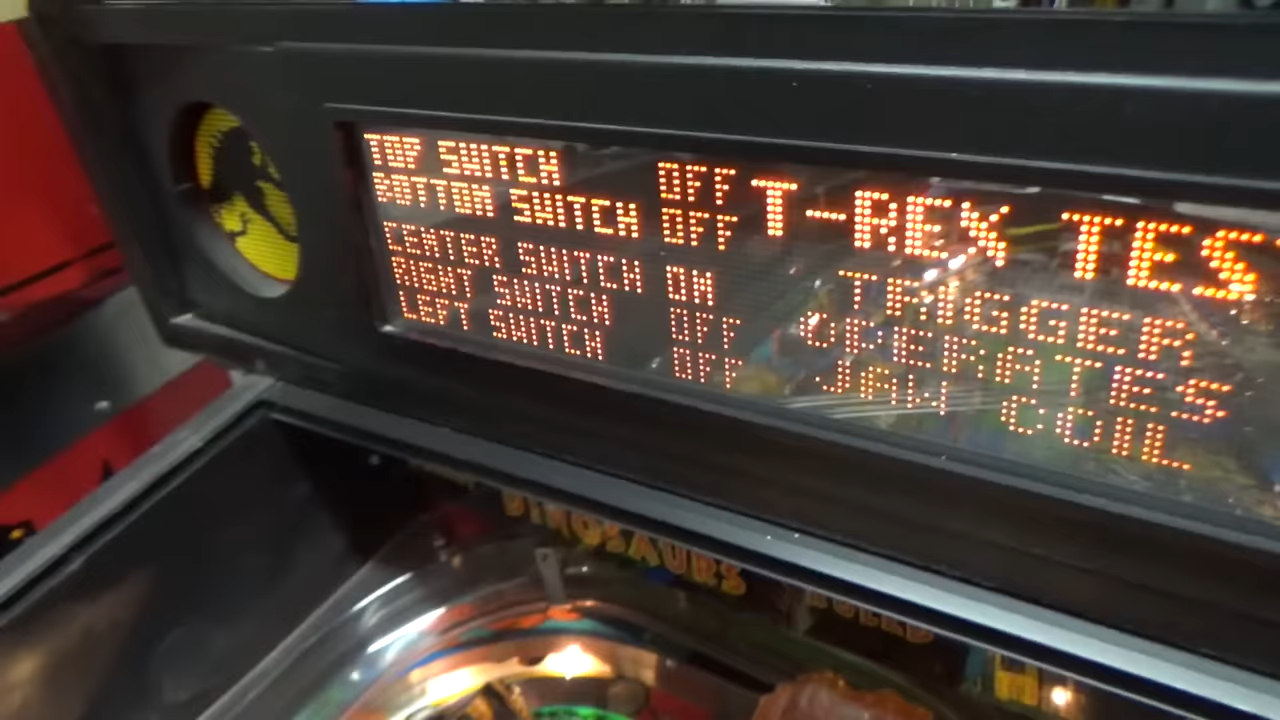 TOP SWITCH OFF
BOTTOM SWITCH OFF
CENTER SWITCH ON
RIGHT SWITCH OFF
LEFT SWITCH OFF
T-REX TES
TRIGGER
OPERATES
JAW COIL
DINOSAURS